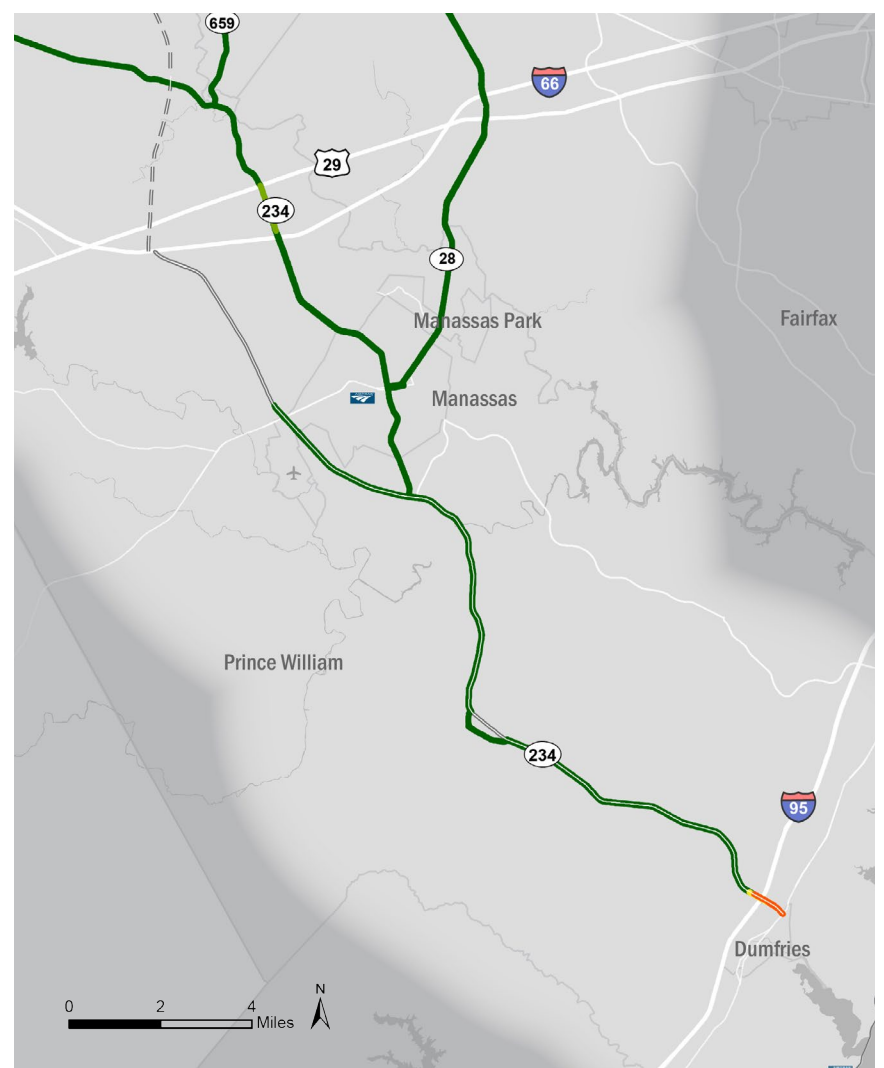 659
66
29
234
28
Manassas Park
Fairfax
Manassas
Prince William
234
95
Dumfries
N
0 2 4
Miles